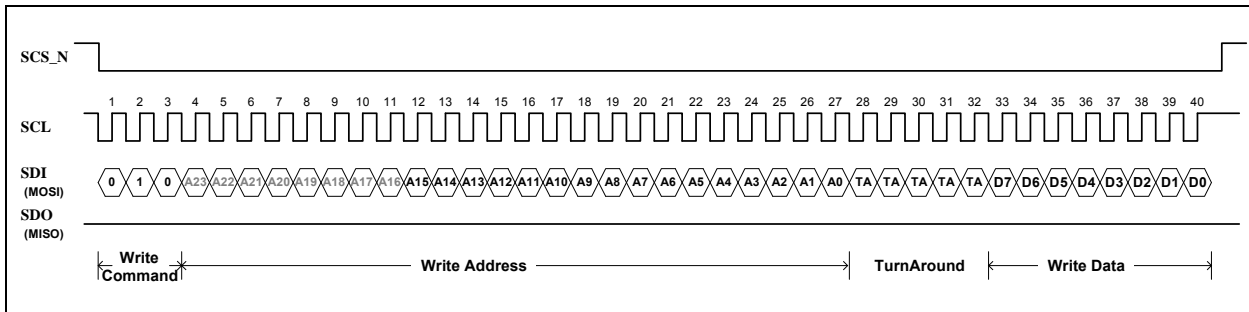 SCS_N
1 2 3 4 5 6 7 8 9 10 11 12 13 14 15 16 17 18 19 20 21 22 23 24 25 26 27 28 29 30 31 32 33 34 35 36 37 38 39 40
SCL
SDI
(MOSI)
0 1 0 A23 A22 A21 A20 A19 A18 A17 A16 A15 A14 A13 A12 A11 A10 A9 A8 A7 A6 A5 A4 A3 A2 A1 A0 TA TA TA TA TA D7 D6 D5 D4 D3 D2 D1 D0
SDO
(MISO)
Write
Command
Write Address
TurnAround
Write Data